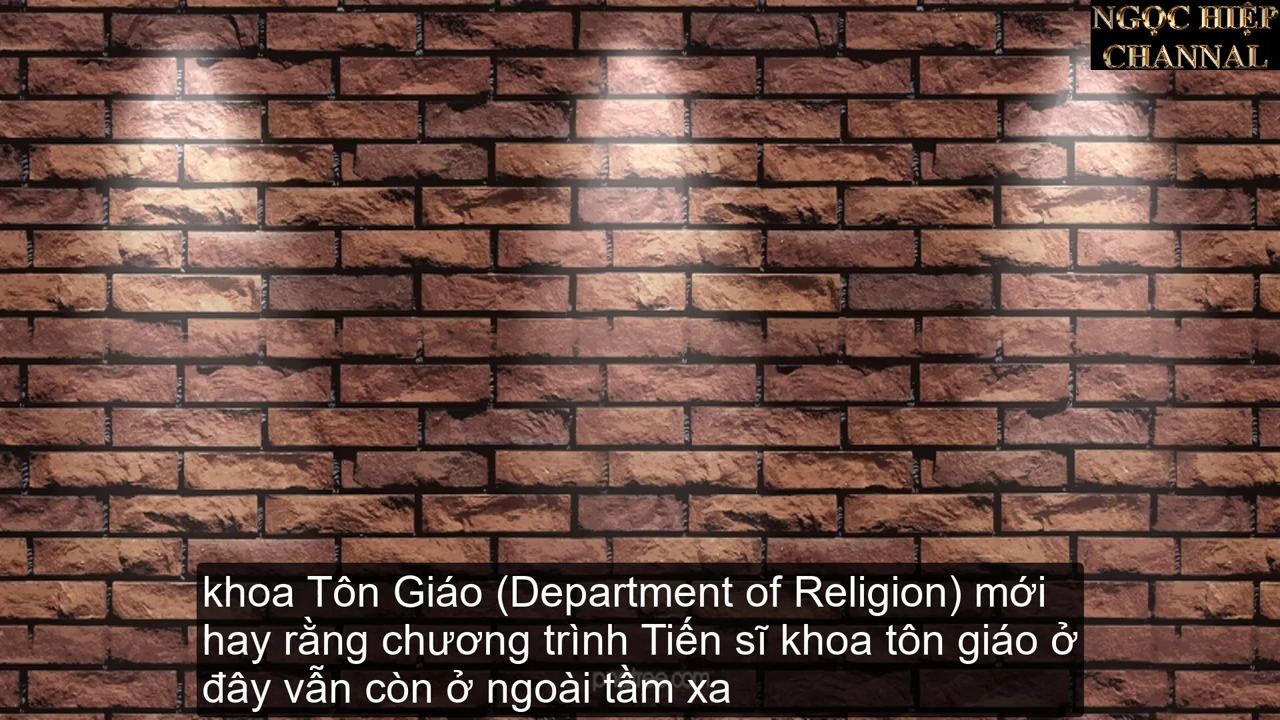 NGỌC HIỆP
CHANNAL
khoa Tôn Giáo (Department of Religion) mới
hay rằng chương trình Tiến sĩ khoa tôn giáo ở
đây vẫn còn ở ngoài tầm xa